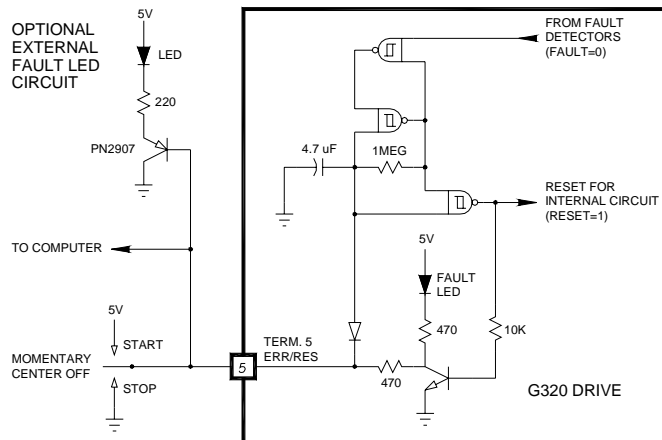 OPTIONAL
EXTERNAL
FAULT LED
CIRCUIT
5V
LED
220
PN2907
TO COMPUTER
5V
START
MOMENTARY
CENTER OFF
STOP
5
TERM. 5
ERR/RES
FROM FAULT
DETECTORS
(FAULT=0)
4.7 uF
1MEG
RESET FOR
INTERNAL CIRCUIT
(RESET=1)
5V
FAULT
LED
470
10K
470
G320 DRIVE